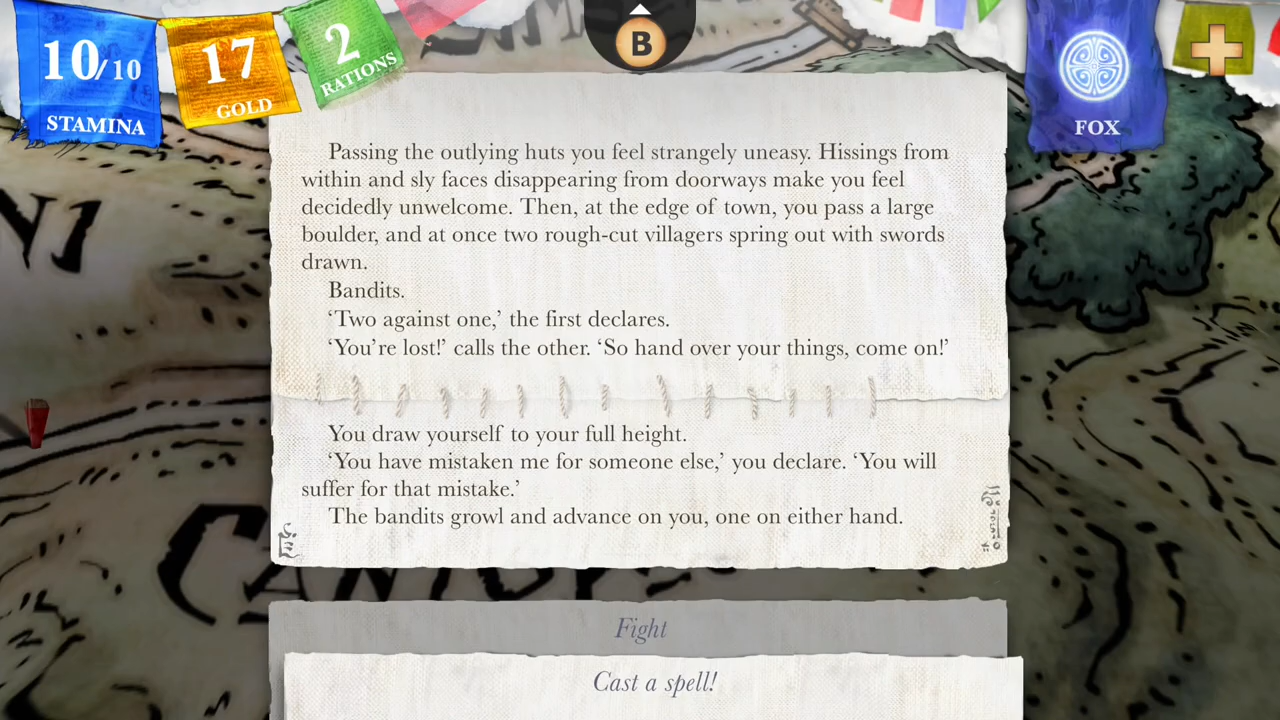 10/10
STAMINA
17
GOLD
2
RATIONS
B
FOX
Passing the outlying huts you feel strangely uneasy. Hissings from
within and sly faces disappearing from doorways make you feel
decidedly unwelcome. Then, at the edge of town, you pass a large
boulder, and at once two rough-cut villagers spring out with swords
drawn.
Bandits.
‘Two against one,’ the first declares.
‘You’re lost!’ calls the other. ‘So hand over your things, come on!’
You draw yourself to your full height.
‘You have mistaken me for someone else,’ you declare. ‘You will
suffer for that mistake.’
The bandits growl and advance on you, one on either hand.
Fight
Cast a spell!